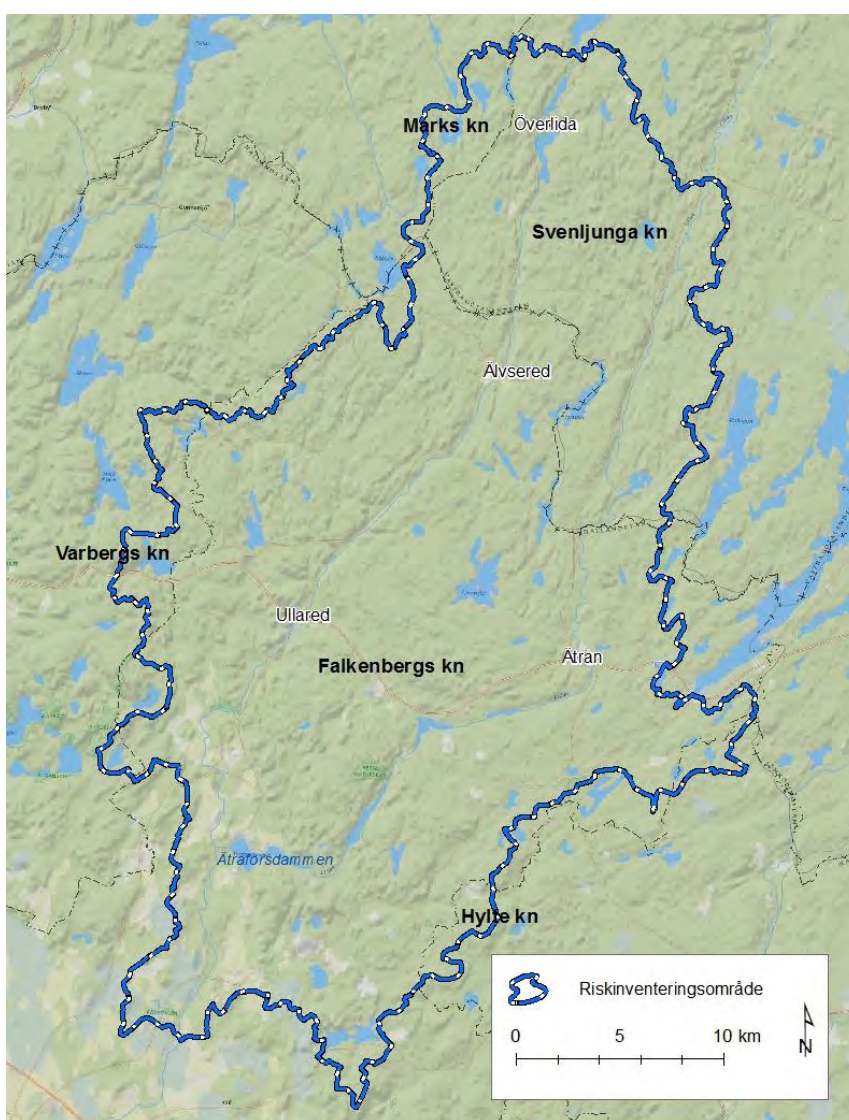 Marks kn
Överlida
Svenljunga kn
Älvsered
Varbergs kn
Ullared
Falkenbergs kn
Ätran
Ätraforsdammen
Hylte kn
Riskinventeringsområde
0 5 10 km
N